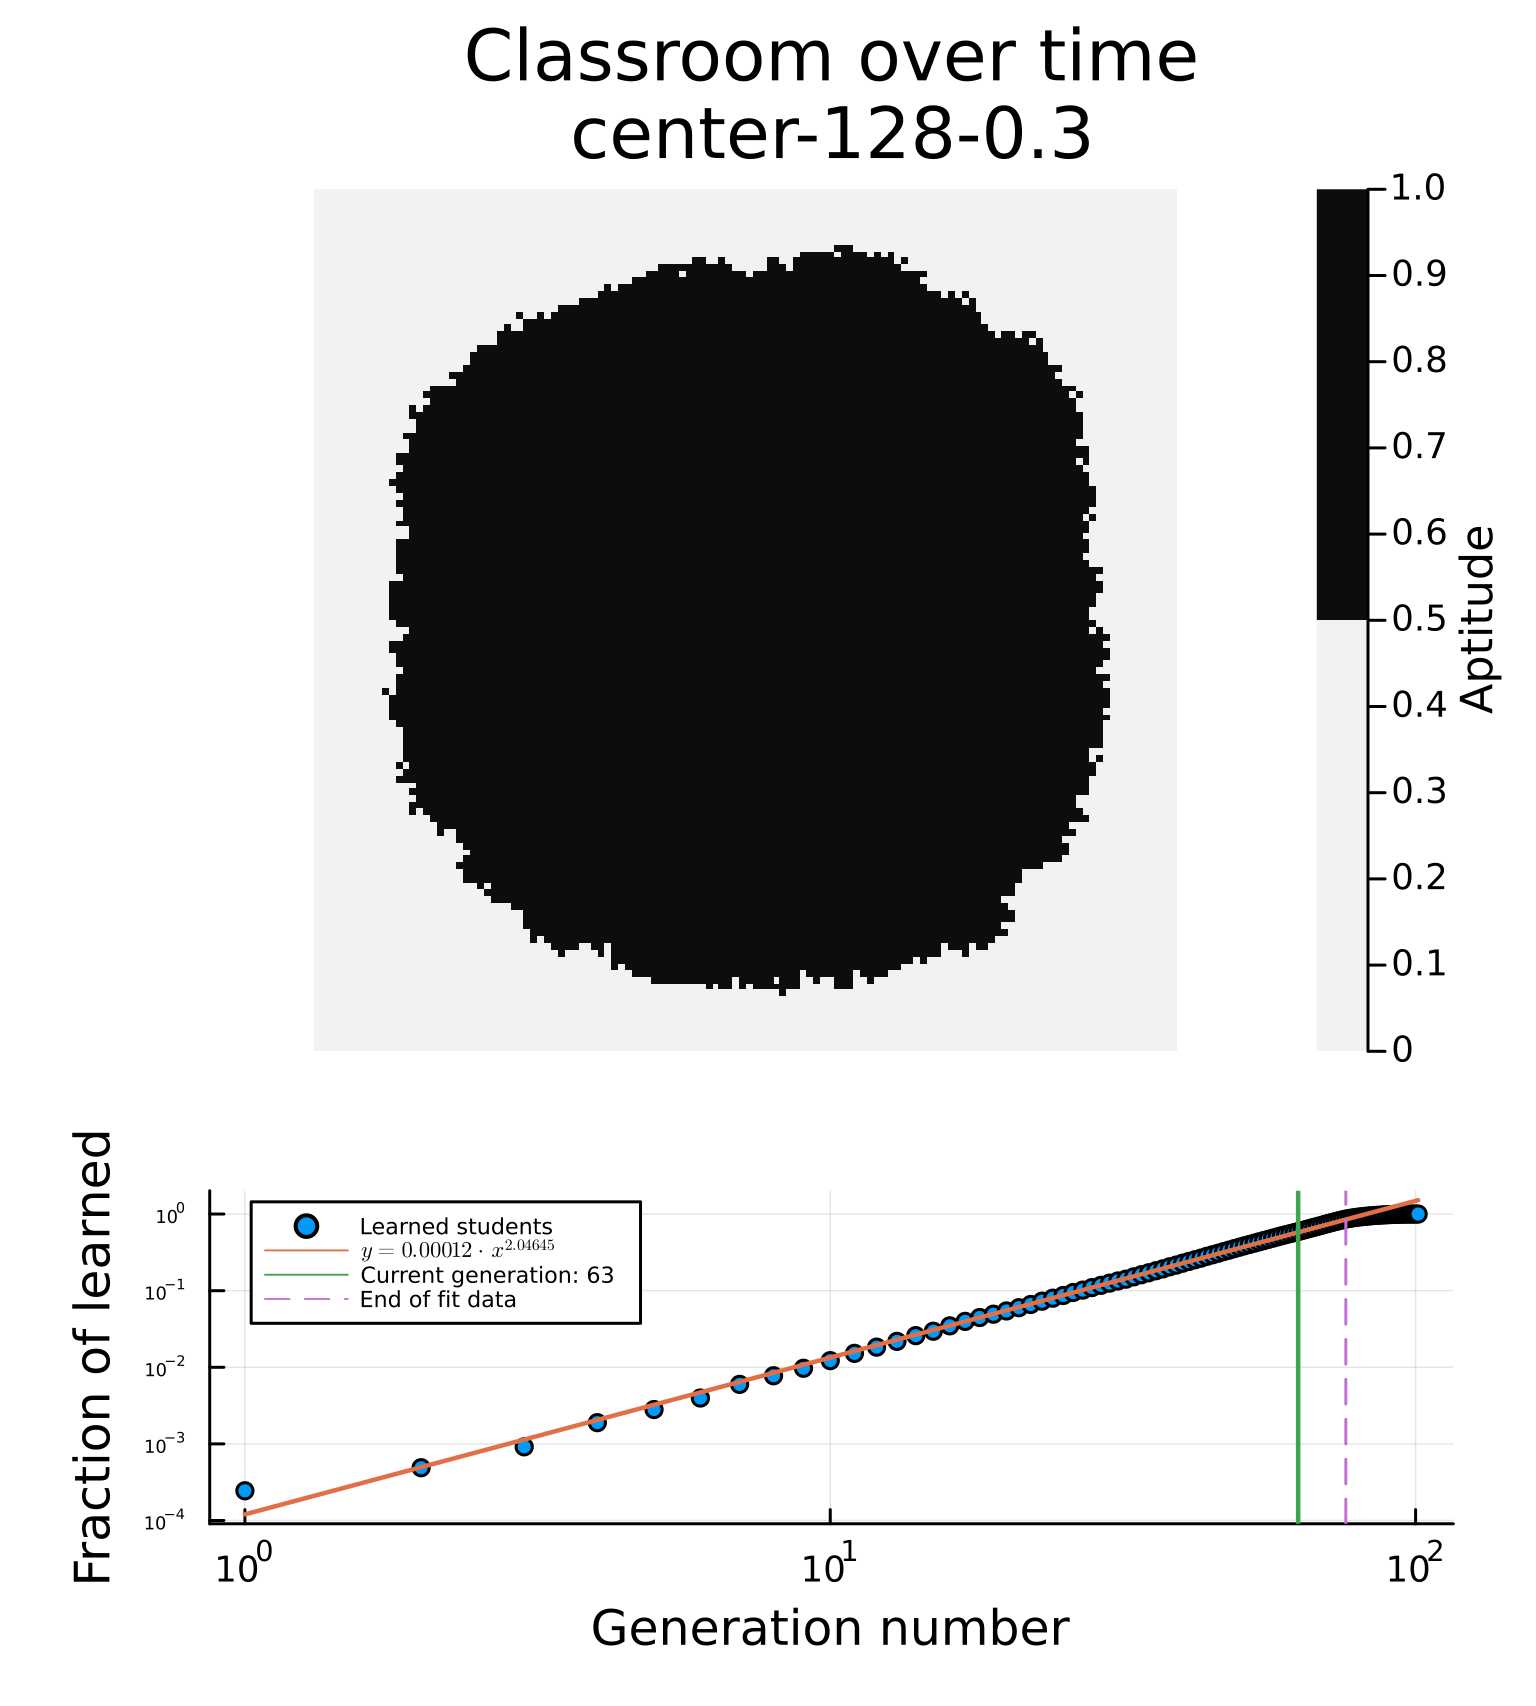 Classroom over time
center-128-0.3
1.0
0.9
0.8
0.7
0.6
0.5
0.4
0.3
0.2
0.1
0
Aptitude
Fraction of learned
10⁰
10⁻¹
10⁻²
10⁻³
10⁻⁴
Learned students
y = 0.00012 · x^2.04645
Current generation: 63
End of fit data
10⁰
10¹
10²
Generation number